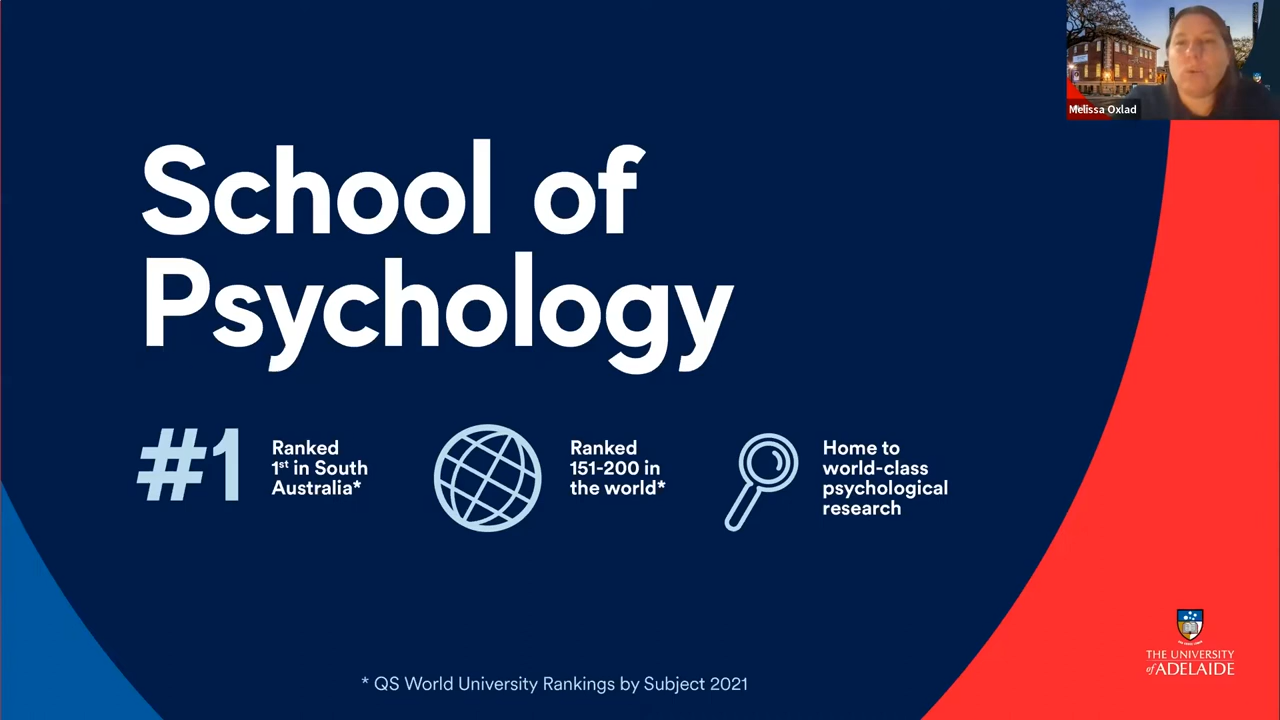 Melissa Oxlad
School of
Psychology
#1
Ranked
1st in South
Australia*
Ranked
151-200 in
the world*
Home to
world-class
psychological
research
* QS World University Rankings by Subject 2021
THE UNIVERSITY
of ADELAIDE